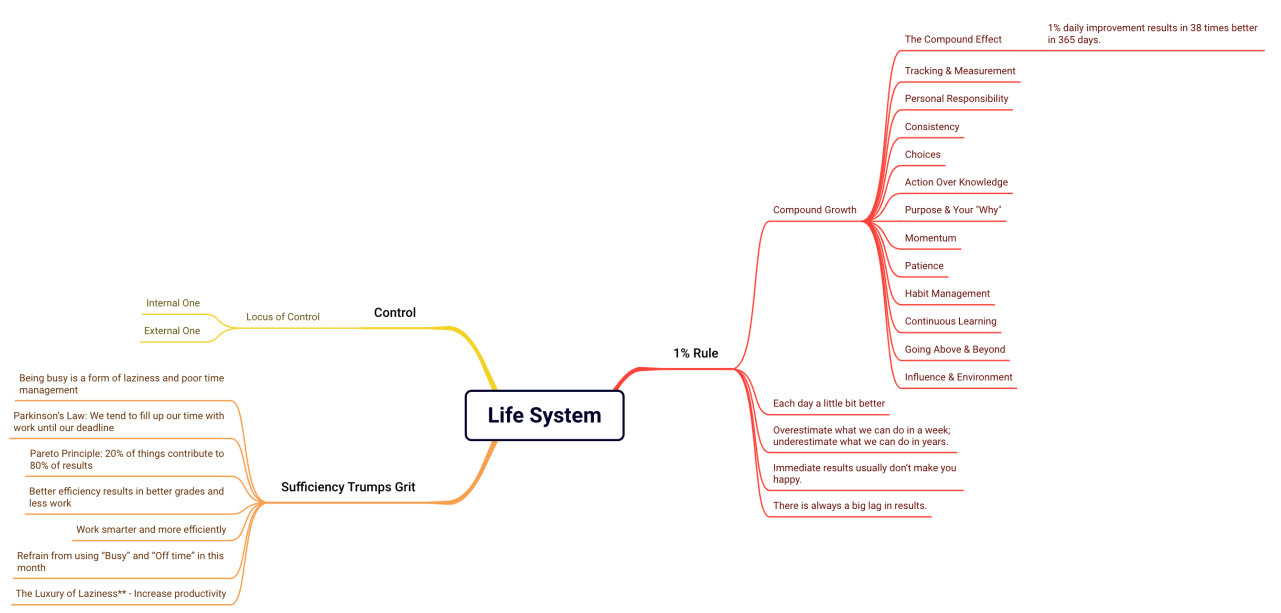 Life System
1% Rule
Compound Growth
The Compound Effect
1% daily improvement results in 38 times better
in 365 days.
Tracking & Measurement
Personal Responsibility
Consistency
Choices
Action Over Knowledge
Purpose & Your "Why"
Momentum
Patience
Habit Management
Continuous Learning
Going Above & Beyond
Influence & Environment
Each day a little bit better
Overestimate what we can do in a week;
underestimate what we can do in years.
Immediate results usually don’t make you
happy.
There is always a big lag in results.
Control
Locus of Control
Internal One
External One
Sufficiency Trumps Grit
Being busy is a form of laziness and poor time
management
Parkinson’s Law: We tend to fill up our time with
work until our deadline
Pareto Principle: 20% of things contribute to
80% of results
Better efficiency results in better grades and
less work
Work smarter and more efficiently
Refrain from using “Busy” and “Off time” in this
month
The Luxury of Laziness** - Increase productivity